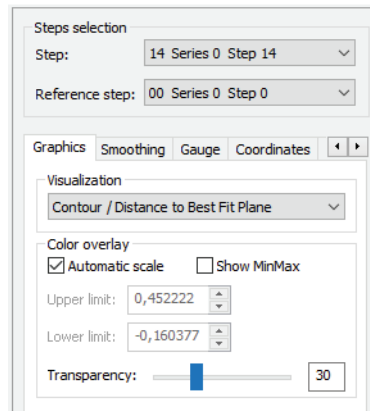 Steps selection
Step: 14 Series 0 Step 14
Reference step: 00 Series 0 Step 0
Graphics Smoothing Gauge Coordinates
Visualization
Contour / Distance to Best Fit Plane
Color overlay
Automatic scale Show MinMax
Upper limit: 0,452222
Lower limit: -0,160377
Transparency: 30